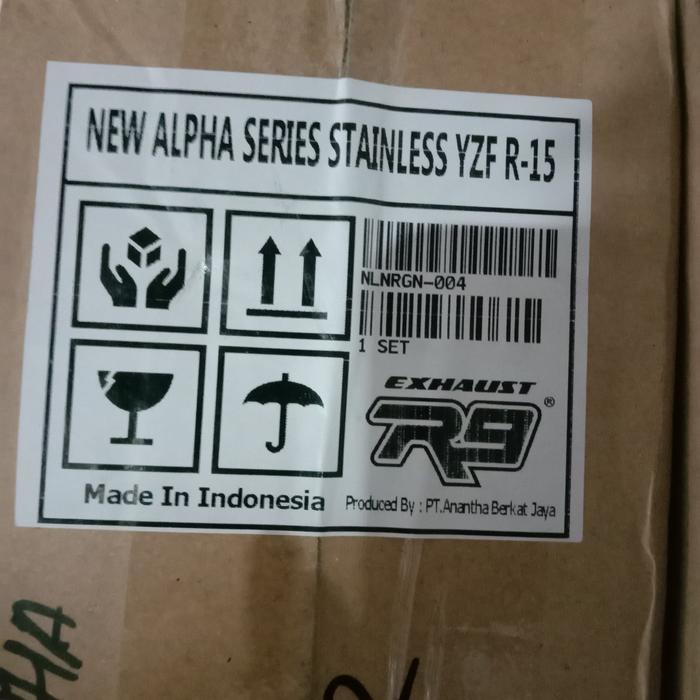 NEW ALPHA SERIES STAINLESS YZF R-15
NLNRGN-004
1 SET
EXHAUST
R9®
Made In Indonesia
Produced By : PT.Anantha Berkat Jaya